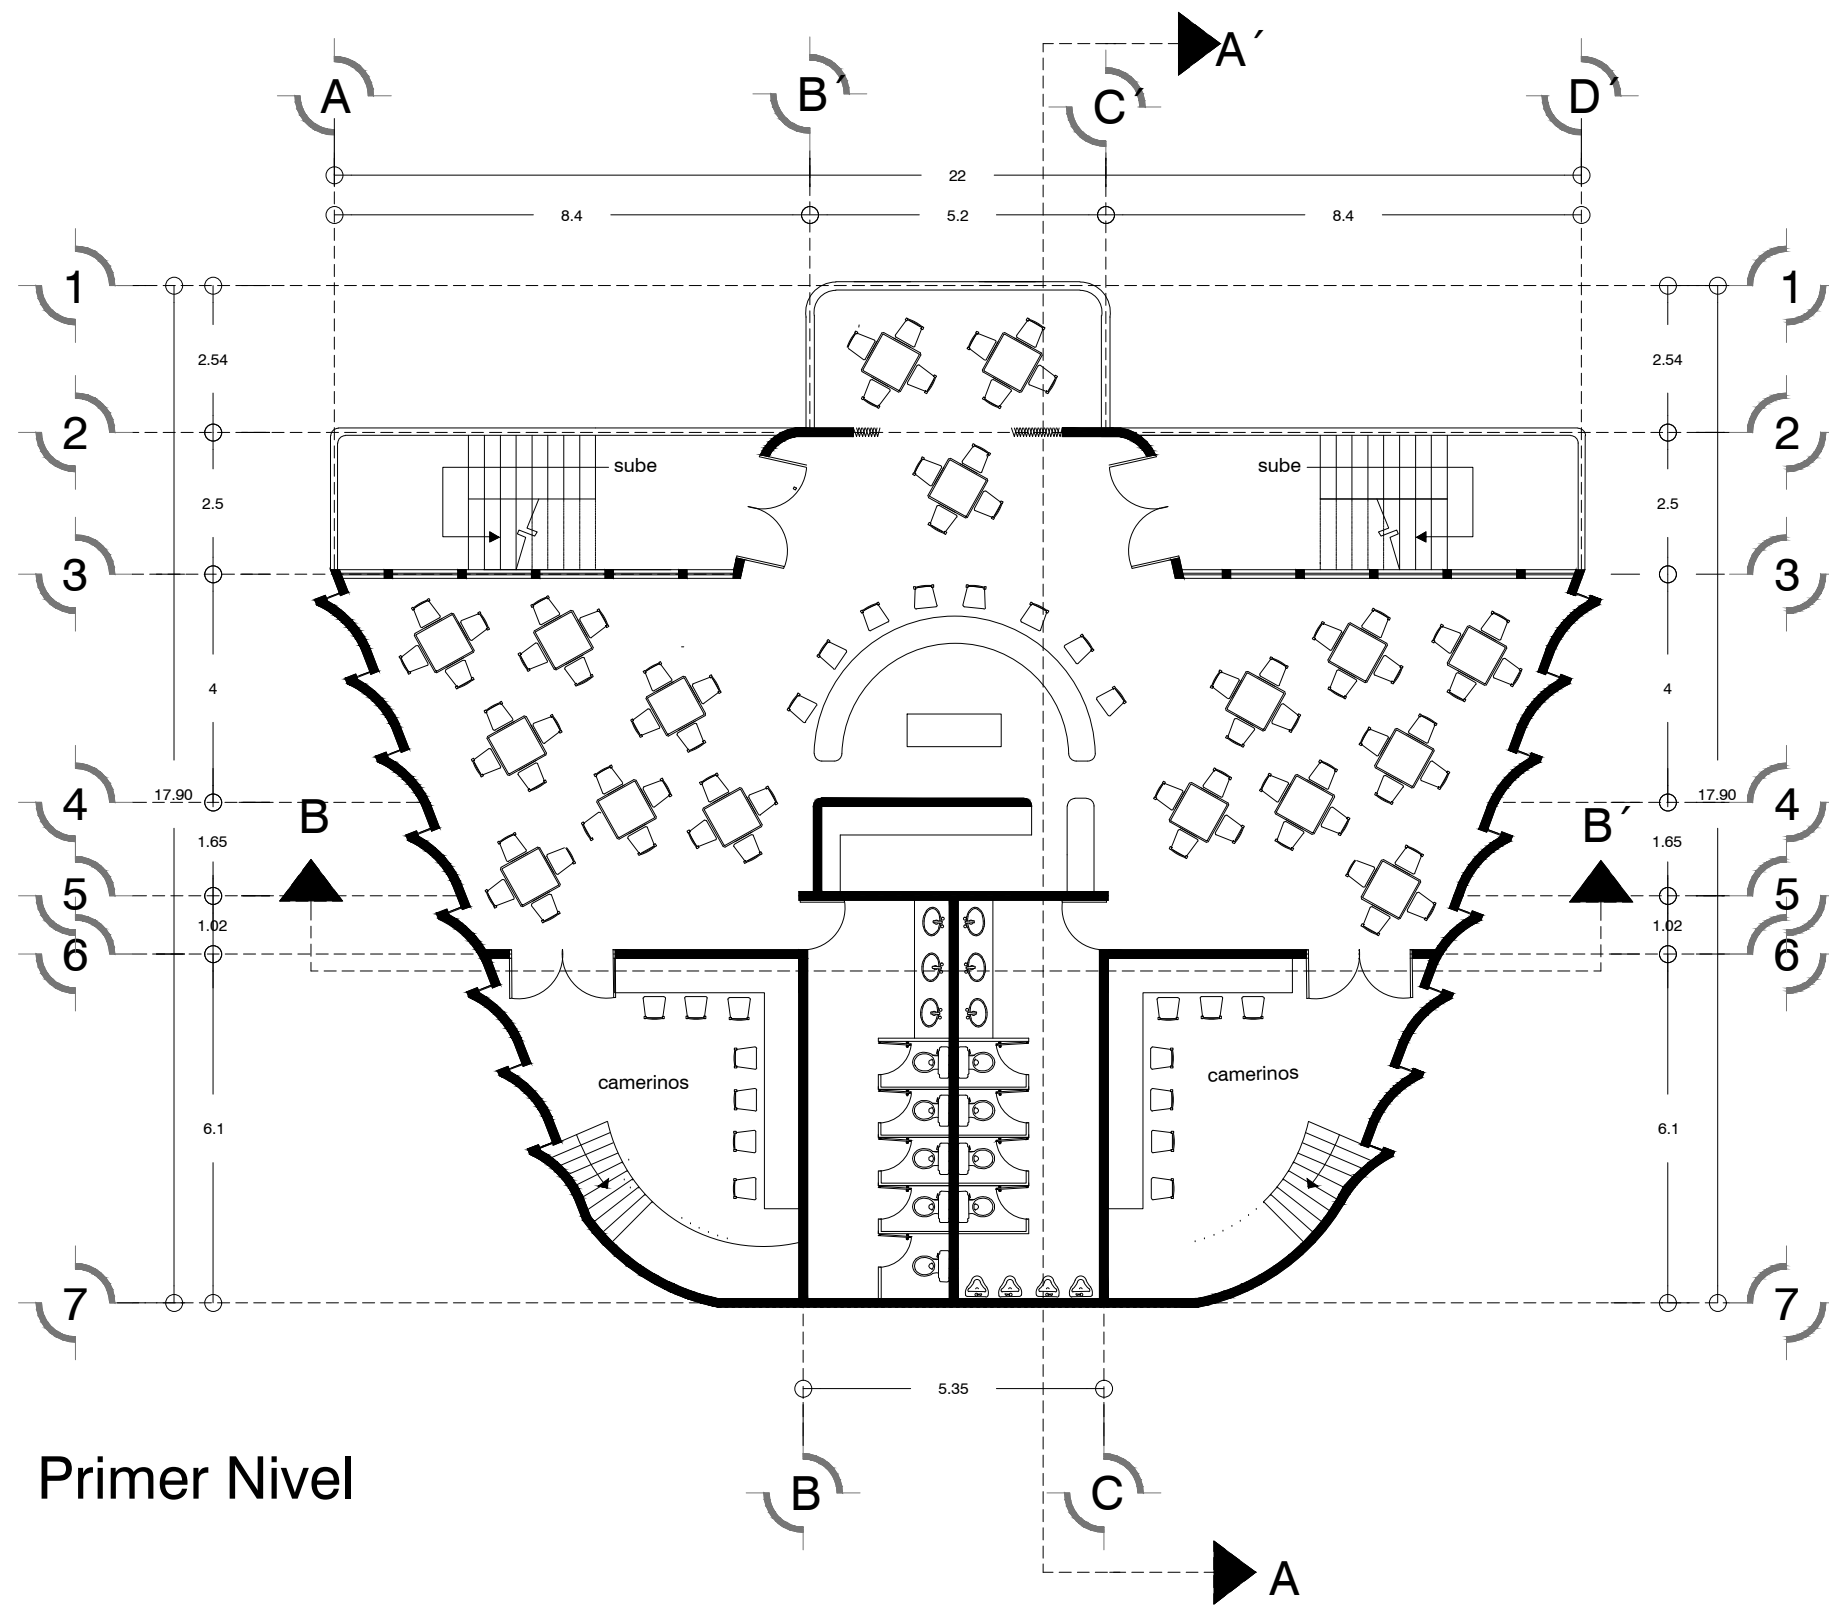 A´
A B´ C´ D´
22
8.4 5.2 8.4
1 1
2.54 2.54
2 2
sube sube
2.5 2.5
3 3
4 4
17.90 17.90
4 4
B B´
1.65 1.65
5 5
1.02 1.02
6 6
camerinos camerinos
6.1 6.1
7 7
5.35
Primer Nivel
B C
A